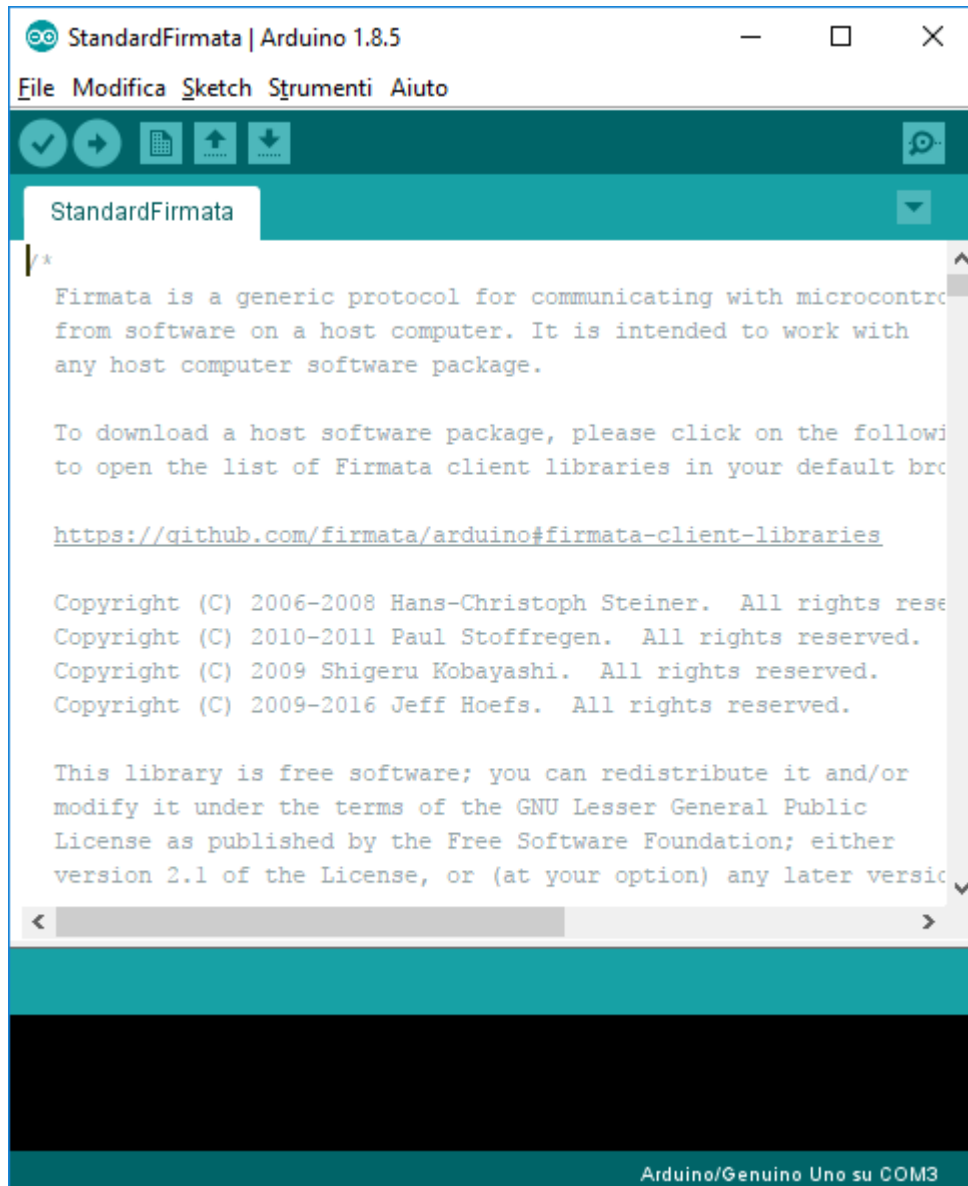 StandardFirmata | Arduino 1.8.5
File Modifica Sketch Strumenti Aiuto
StandardFirmata
/*
Firmata is a generic protocol for communicating with microcontro
from software on a host computer. It is intended to work with
any host computer software package.
To download a host software package, please click on the followi
to open the list of Firmata client libraries in your default bro
https://github.com/firmata/arduino#firmata-client-libraries
Copyright (C) 2006-2008 Hans-Christoph Steiner.  All rights rese
Copyright (C) 2010-2011 Paul Stoffregen.  All rights reserved.
Copyright (C) 2009 Shigeru Kobayashi.  All rights reserved.
Copyright (C) 2009-2016 Jeff Hoefs.  All rights reserved.
This library is free software; you can redistribute it and/or
modify it under the terms of the GNU Lesser General Public
License as published by the Free Software Foundation; either
version 2.1 of the License, or (at your option) any later versio
Arduino/Genuino Uno su COM3